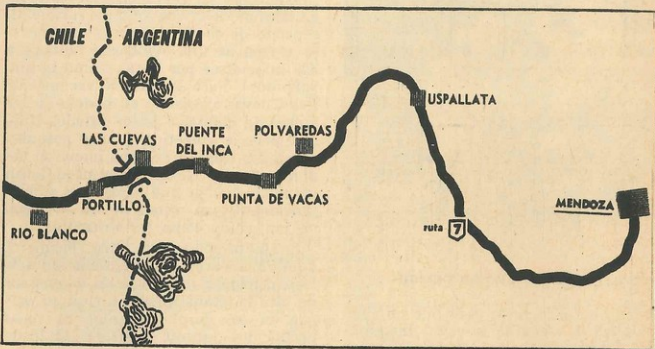 CHILE ARGENTINA
LAS CUEVAS
PUENTE
DEL INCA
POLVAREDAS
USPALLATA
PORTILLO
PUNTA DE VACAS
RIO BLANCO
ruta 7
MENDOZA